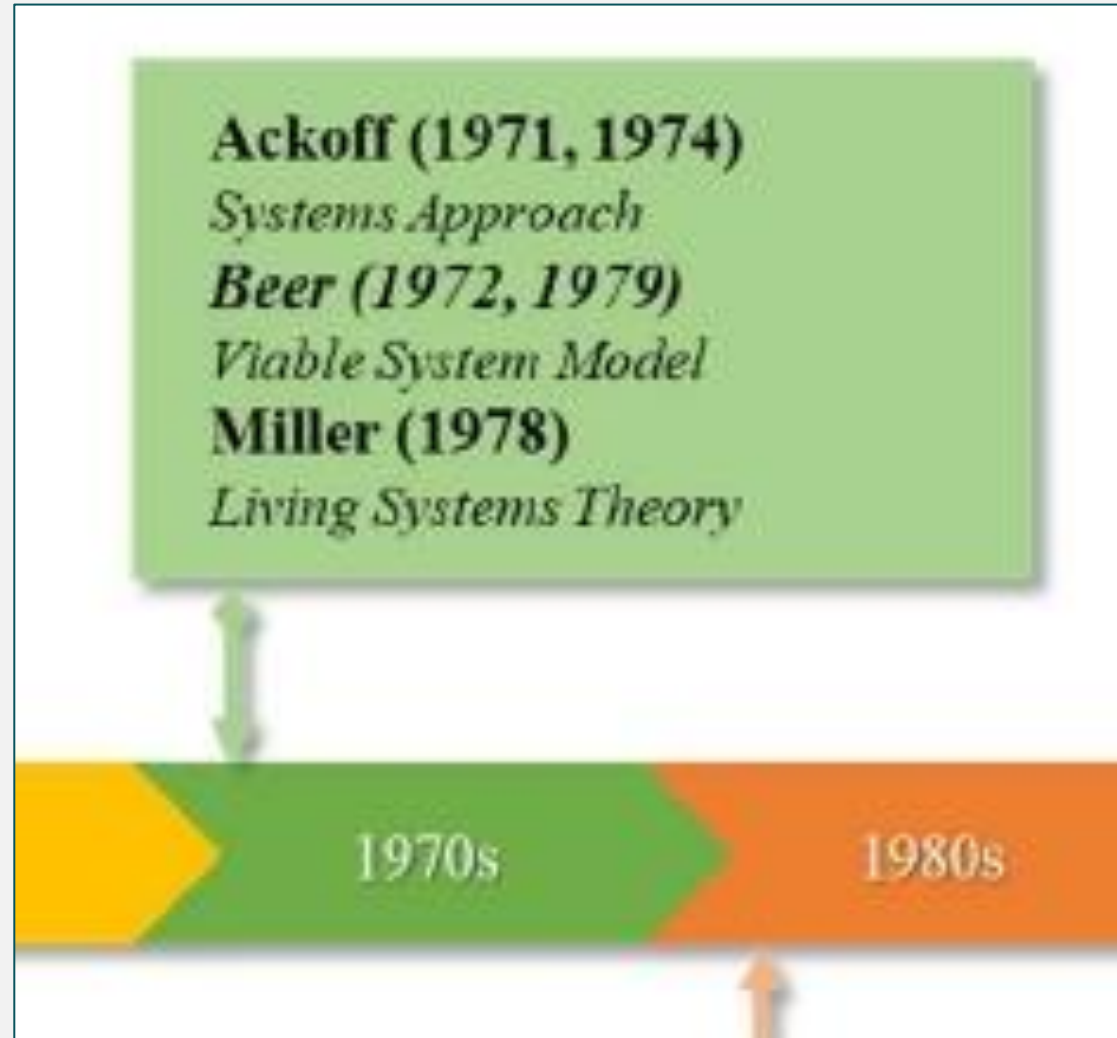 Ackoff (1971, 1974)
Systems Approach
Beer (1972, 1979)
Viable System Model
Miller (1978)
Living Systems Theory
1970s
1980s